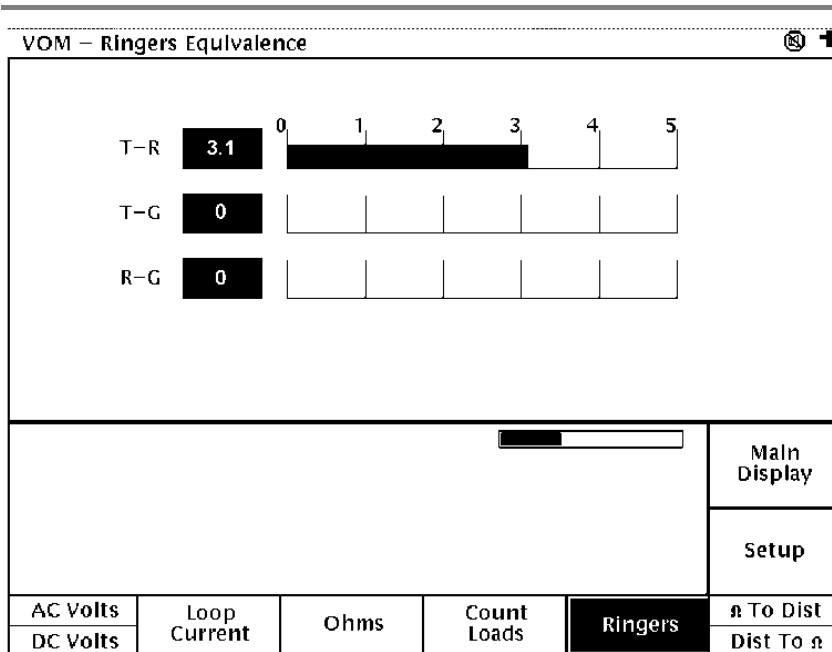 VOM – Ringers Equivalence
0 1 2 3 4 5
T–R 3.1
T–G 0
R–G 0
Main
Display
Setup
AC Volts
DC Volts
Loop
Current
Ohms
Count
Loads
Ringers
Ω To Dist
Dist To Ω